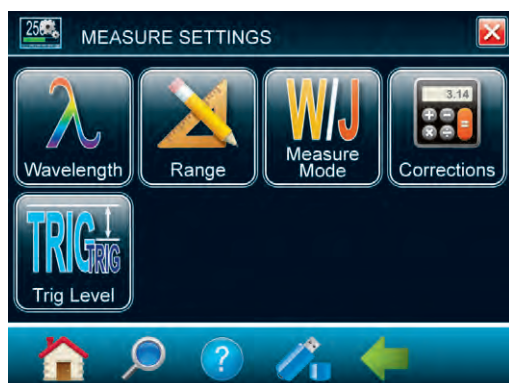 25
MEASURE SETTINGS
λ
Wavelength
Range
W/J
Measure
Mode
3.14
Corrections
TRIG
TRIG
Trig Level
?